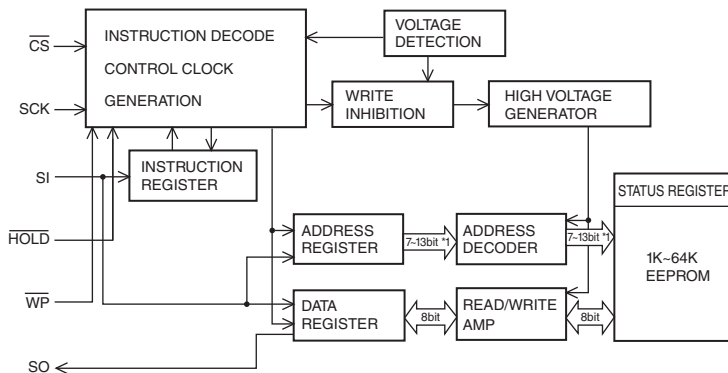 INSTRUCTION DECODE
CONTROL CLOCK
GENERATION
VOLTAGE
DETECTION
CS
SCK
WRITE
INHIBITION
HIGH VOLTAGE
GENERATOR
SI
INSTRUCTION
REGISTER
STATUS REGISTER
HOLD
ADDRESS
REGISTER
7~13bit *1
ADDRESS
DECODER
7~13bit *1
1K~64K
EEPROM
WP
DATA
REGISTER
8bit
READ/WRITE
AMP
8bit
SO